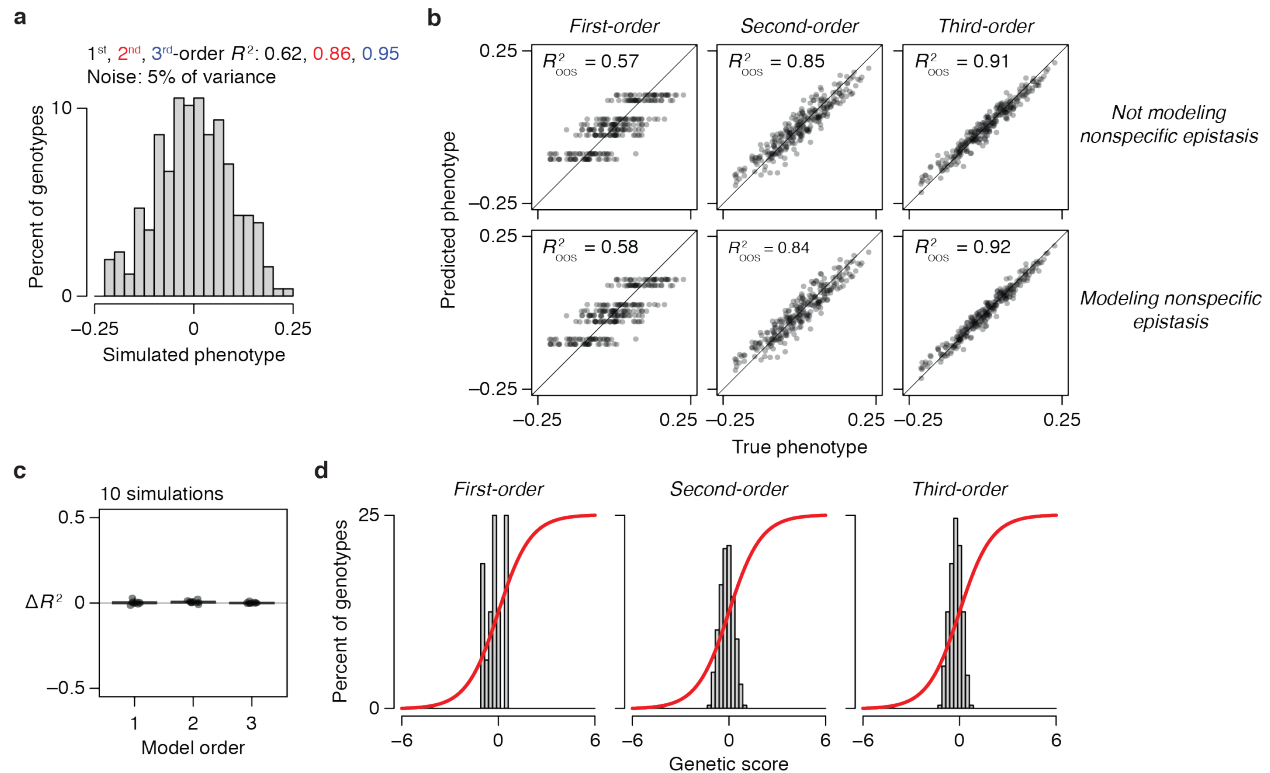 a
1st, 2nd, 3rd-order R2: 0.62, 0.86, 0.95
Noise: 5% of variance
Percent of genotypes
10
0
−0.25
0
0.25
Simulated phenotype
b
First-order
Second-order
Third-order
Predicted phenotype
0.25
−0.25
R2oos = 0.57
R2oos = 0.85
R2oos = 0.91
Not modeling
nonspecific epistasis
0.25
−0.25
R2oos = 0.58
R2oos = 0.84
R2oos = 0.92
Modeling nonspecific
epistasis
−0.25
0.25
−0.25
0.25
−0.25
0.25
True phenotype
c
10 simulations
ΔR2
0.5
0
−0.5
1
2
3
Model order
d
First-order
Second-order
Third-order
Percent of genotypes
25
0
−6
0
6
−6
0
6
−6
0
6
Genetic score